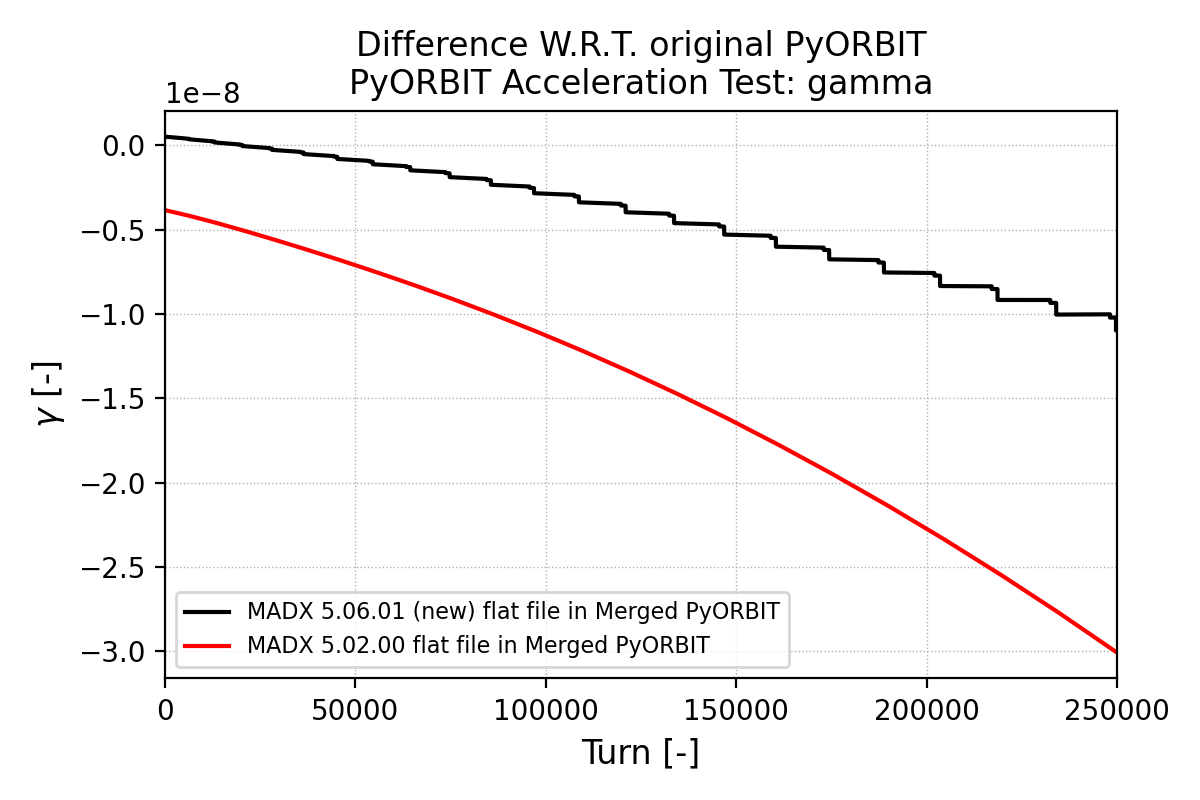 Difference W.R.T. original PyORBIT
PyORBIT Acceleration Test: gamma
1e−8
0.0
−0.5
−1.0
−1.5
−2.0
−2.5
−3.0
γ [-]
MADX 5.06.01 (new) flat file in Merged PyORBIT
MADX 5.02.00 flat file in Merged PyORBIT
0 50000 100000 150000 200000 250000
Turn [-]